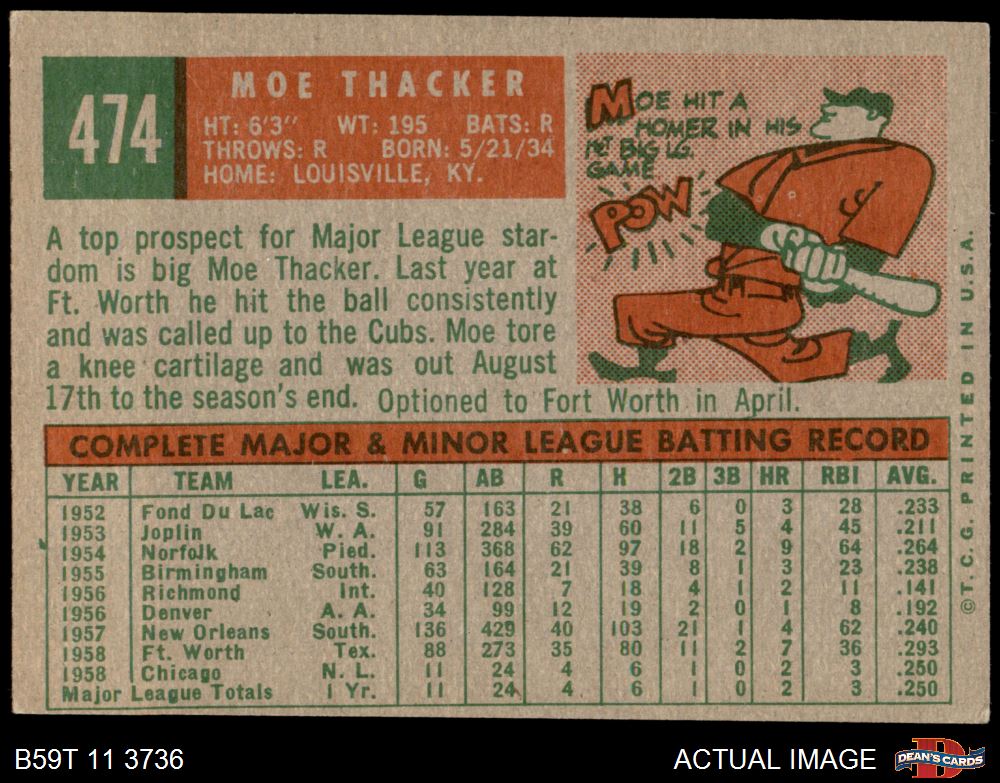 474
MOE THACKER
HT: 6'3" WT: 195 BATS: R
THROWS: R BORN: 5/21/34
HOME: LOUISVILLE, KY.
MOE HIT A
HOMER IN HIS
1ST BIG LG.
GAME
POW
A top prospect for Major League star-
dom is big Moe Thacker. Last year at
Ft. Worth he hit the ball consistently
and was called up to the Cubs. Moe tore
a knee cartilage and was out August
17th to the season's end. Optioned to Fort Worth in April.
COMPLETE MAJOR & MINOR LEAGUE BATTING RECORD
YEAR TEAM LEA. G AB R H 2B 3B HR RBI AVG.
1952 Fond Du Lac Wis. S. 57 163 21 38 6 0 3 28 .233
1953 Joplin W. A. 91 284 39 60 11 5 4 45 .211
1954 Norfolk Pied. 113 368 62 97 18 2 9 64 .264
1955 Birmingham South. 63 164 21 39 8 1 3 23 .238
1956 Richmond Int. 40 128 7 18 4 1 2 11 .141
1956 Denver A. A. 34 99 12 19 2 0 1 8 .192
1957 New Orleans South. 136 429 40 103 21 1 4 62 .240
1958 Ft. Worth Tex. 88 273 35 80 11 2 7 36 .293
1958 Chicago N. L. 11 24 4 6 1 0 2 3 .250
Major League Totals 1 Yr. 11 24 4 6 1 0 2 3 .250
©T. C. G. PRINTED IN U.S.A.
B59T 11 3736
ACTUAL IMAGE
D
DEAN'S CARDS